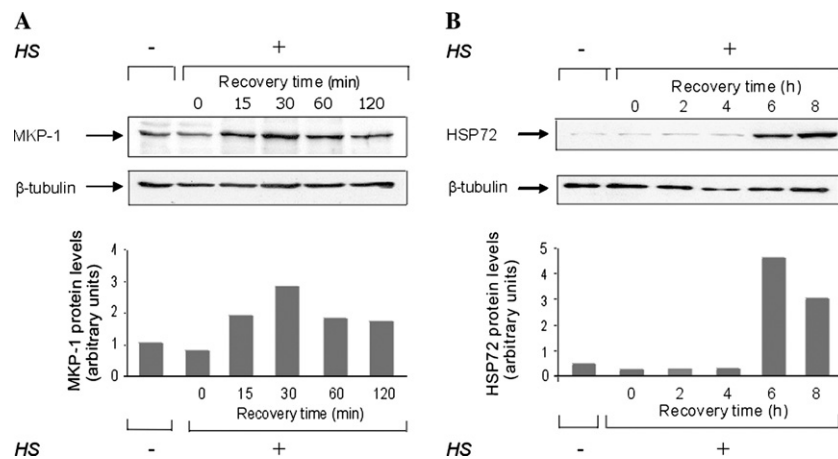 A
HS - +
Recovery time (min)
0 15 30 60 120
MKP-1
β-tubulin
MKP-1 protein levels
(arbitrary units)
4
3
2
1
0
0 15 30 60 120
Recovery time (min)
HS - +
B
HS - +
Recovery time (h)
0 2 4 6 8
HSP72
β-tubulin
HSP72 protein levels
(arbitrary units)
5
4
3
2
1
0
0 2 4 6 8
Recovery time (h)
HS - +